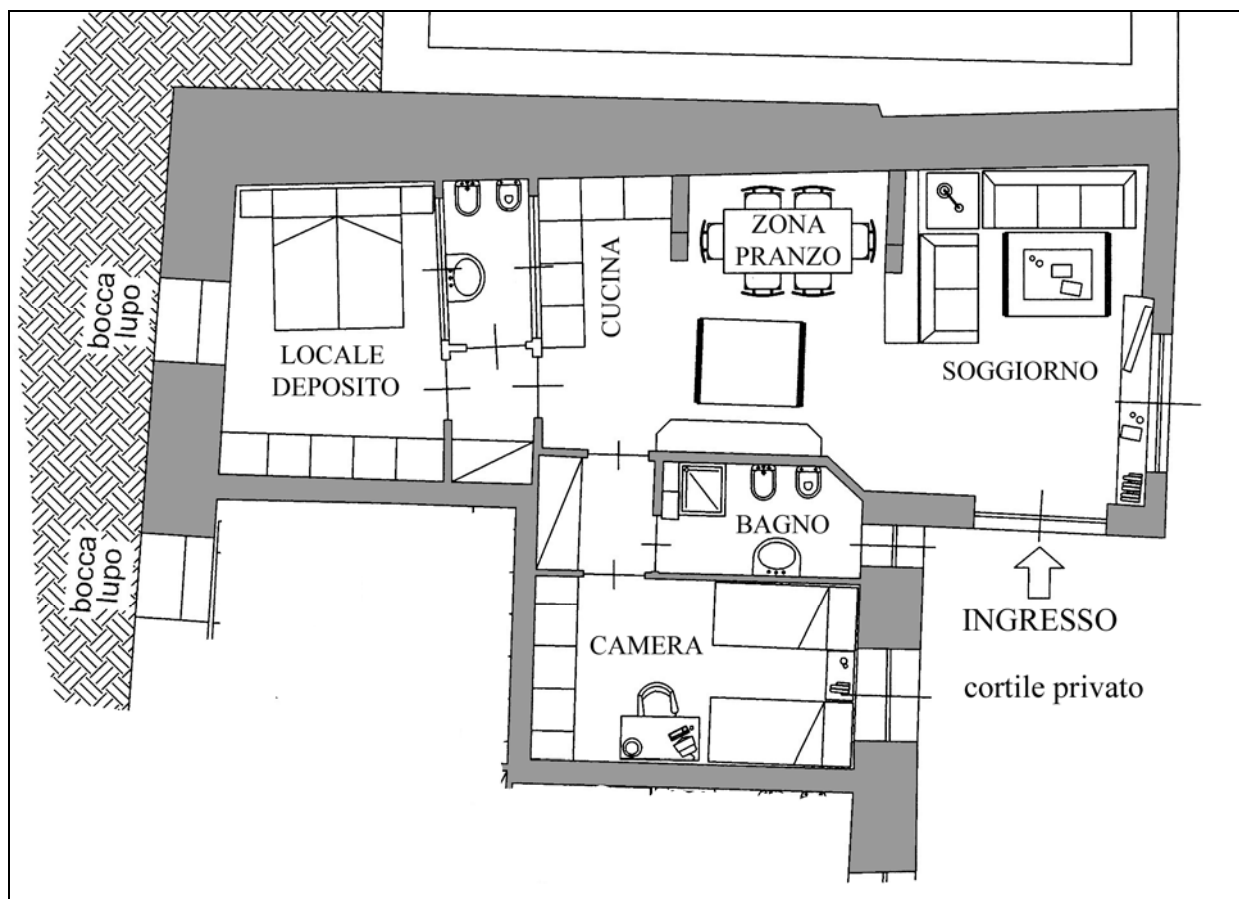 bocca
lupo
LOCALE
DEPOSITO
CUCINA
ZONA
PRANZO
SOGGIORNO
bocca
lupo
BAGNO
CAMERA
INGRESSO
cortile privato